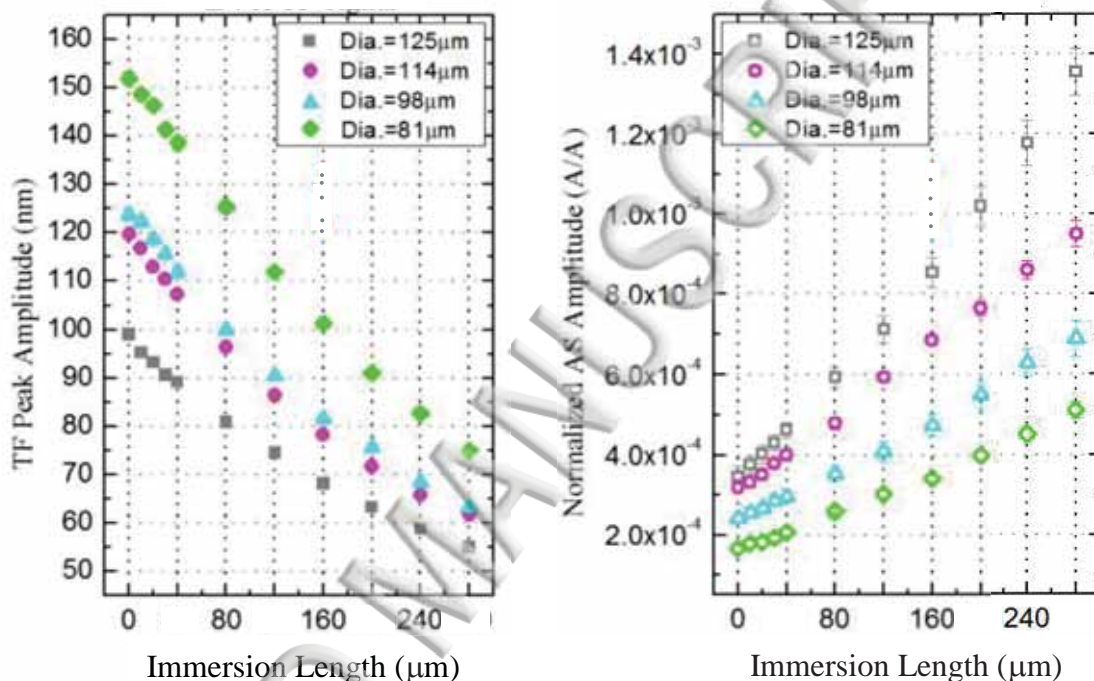 160
150
140
130
120
110
100
90
80
70
60
50
TF Peak Amplitude (nm)
Dia.=125μm
Dia.=114μm
Dia.=98μm
Dia.=81μm
0
80
160
240
Immersion Length (μm)
1.4x10⁻³
1.2x10⁻³
1.0x10⁻³
8.0x10⁻⁴
6.0x10⁻⁴
4.0x10⁻⁴
2.0x10⁻⁴
Normalized AS Amplitude (A/A)
Dia.=125μm
Dia.=114μm
Dia.=98μm
Dia.=81μm
0
80
160
240
Immersion Length (μm)
D MANUSCRIP